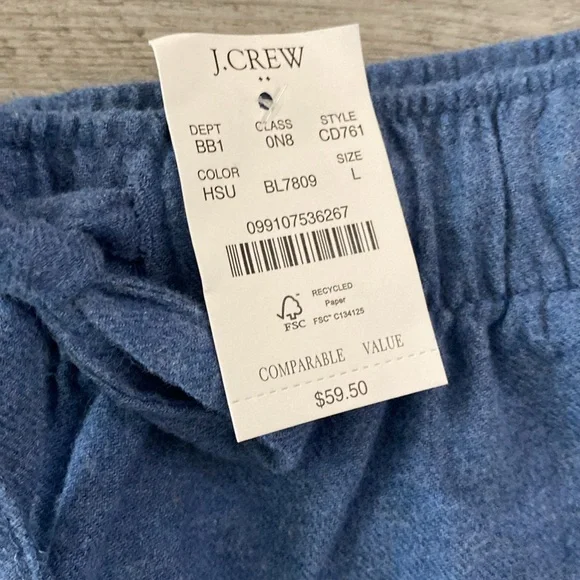 J.CREW
DEPT CLASS STYLE
BB1 0N8 CD761
COLOR SIZE
HSU BL7809 L
099107536267
FSC
RECYCLED
Paper
FSC™ C134125
COMPARABLE VALUE
$59.50